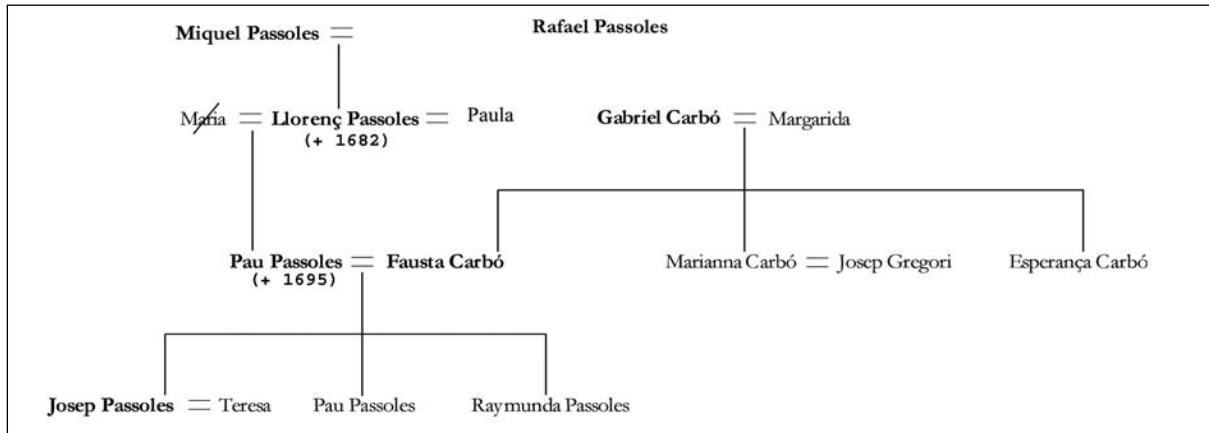 Miquel Passoles Rafael Passoles
Maria Llorenç Passoles Paula Gabriel Carbó Margarida
(+ 1682)
Pau Passoles Fausta Carbó Marianna Carbó Josep Gregori Esperança Carbó
(+ 1695)
Josep Passoles Teresa Pau Passoles Raymunda Passoles